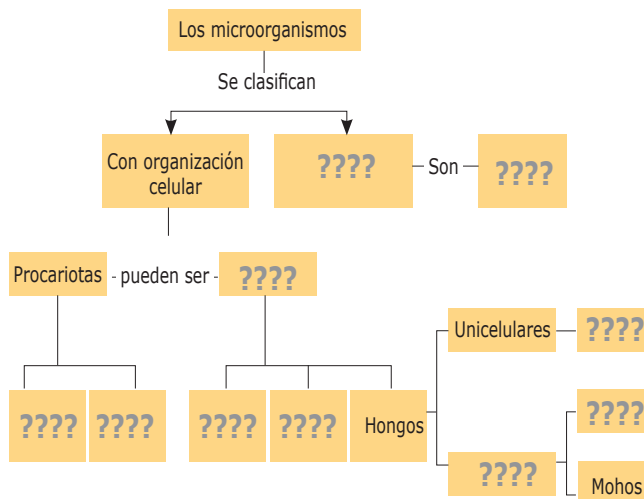 Los microorganismos
Se clasifican
Con organización
celular
????
Son
????
Procariotas
pueden ser
????
Unicelulares
????
????
????
????
????
Hongos
????
????
Mohos